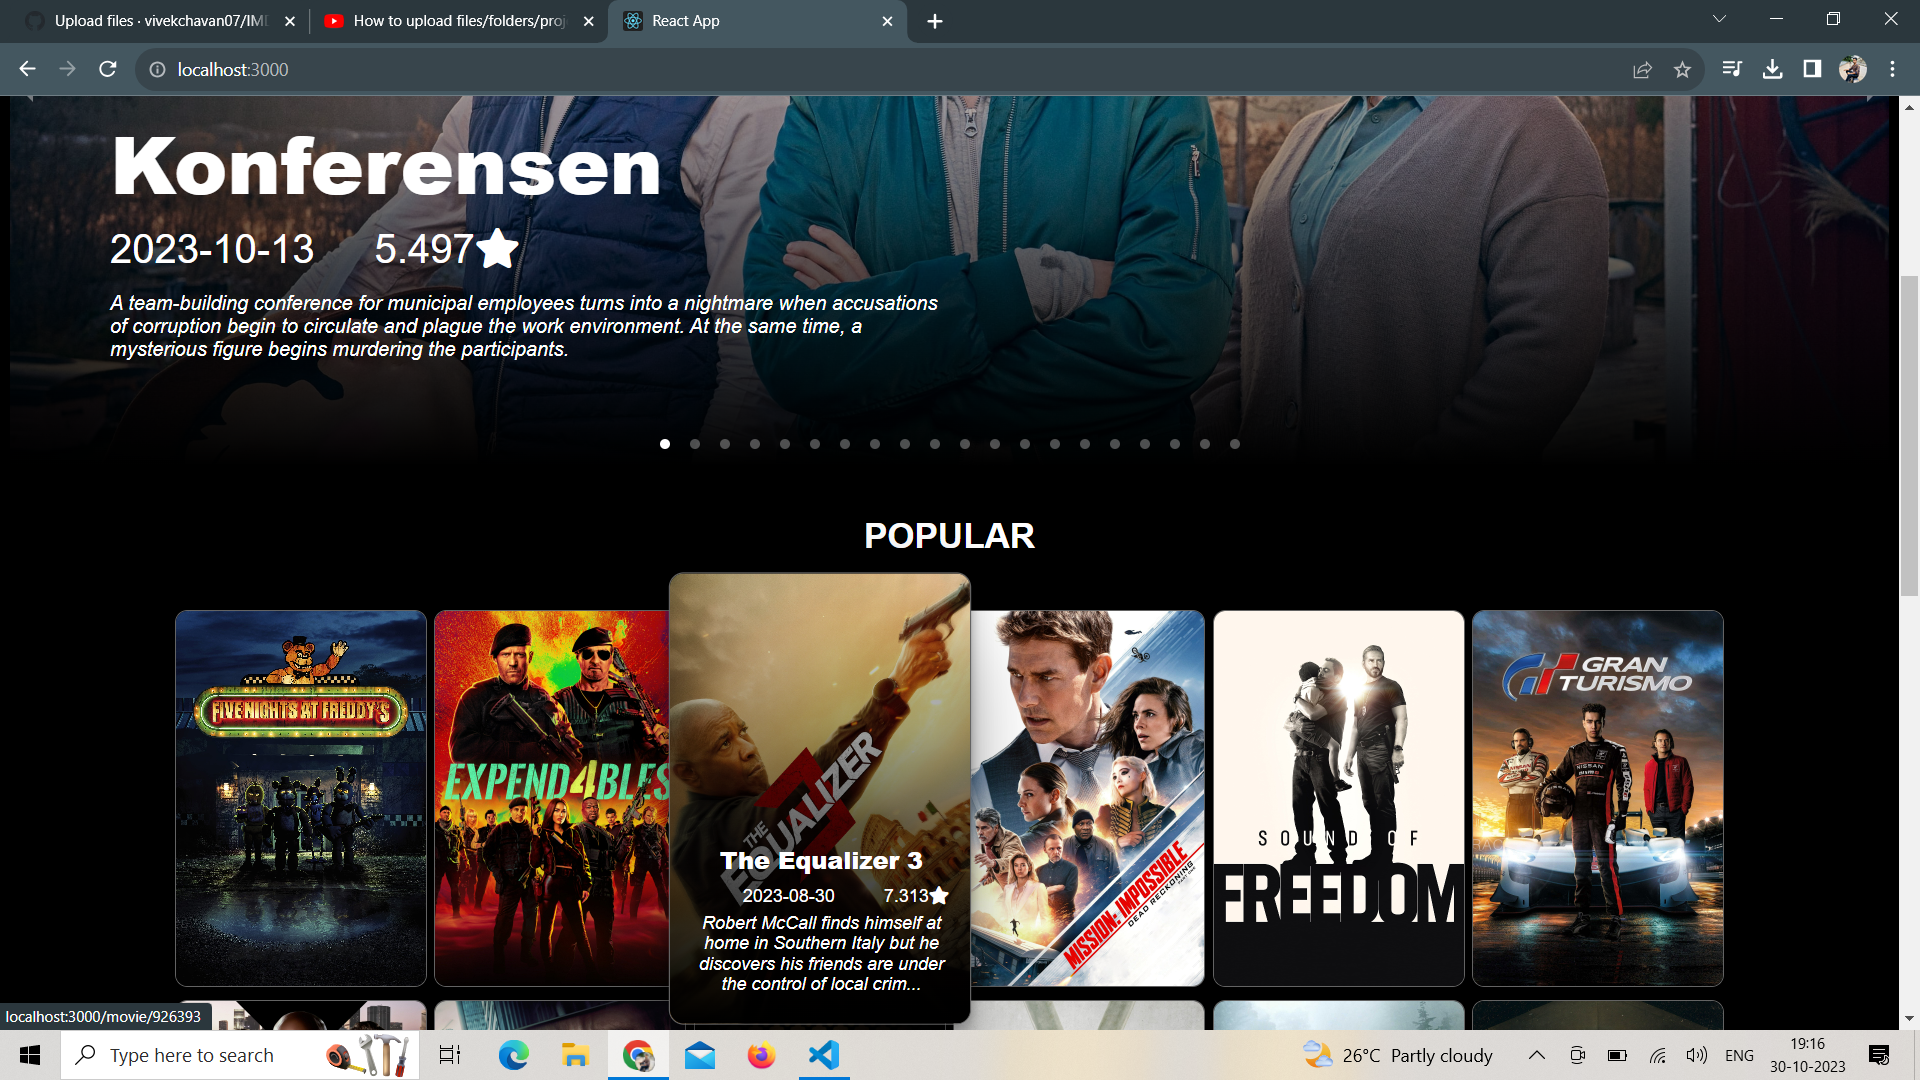 Upload files · vivekchavan07/IMD
How to upload files/folders/proj
React App
localhost:3000
Konferensen
2023-10-13 5.497
A team-building conference for municipal employees turns into a nightmare when accusations
of corruption begin to circulate and plague the work environment. At the same time, a
mysterious figure begins murdering the participants.
POPULAR
FIVE NIGHTS AT FREDDY'S
EXPEND4BLES
THE
EQUALIZER
3
The Equalizer 3
2023-08-30 7.313
Robert McCall finds himself at
home in Southern Italy but he
discovers his friends are under
the control of local crim...
MISSION: IMPOSSIBLE
DEAD RECKONING
PART ONE
SOUND OF
FREEDOM
GRAN
TURISMO
NISSAN
localhost:3000/movie/926393
Type here to search
26°C Partly cloudy
ENG
19:16
30-10-2023